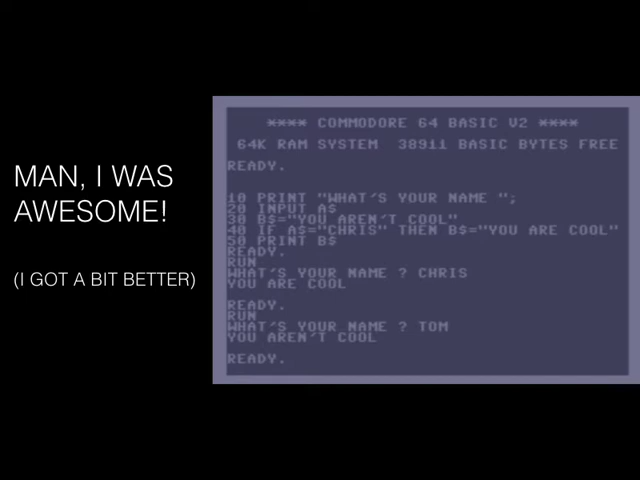 MAN, I WAS
AWESOME!
(I GOT A BIT BETTER)
**** COMMODORE 64 BASIC V2 ****
64K RAM SYSTEM 38911 BASIC BYTES FREE
READY.
10 PRINT "WHAT'S YOUR NAME ";
20 INPUT A$
30 B$="YOU AREN'T COOL"
40 IF A$="CHRIS" THEN B$="YOU ARE COOL"
50 PRINT B$
READY.
RUN
WHAT'S YOUR NAME ? CHRIS
YOU ARE COOL
READY.
RUN
WHAT'S YOUR NAME ? TOM
YOU AREN'T COOL
READY.